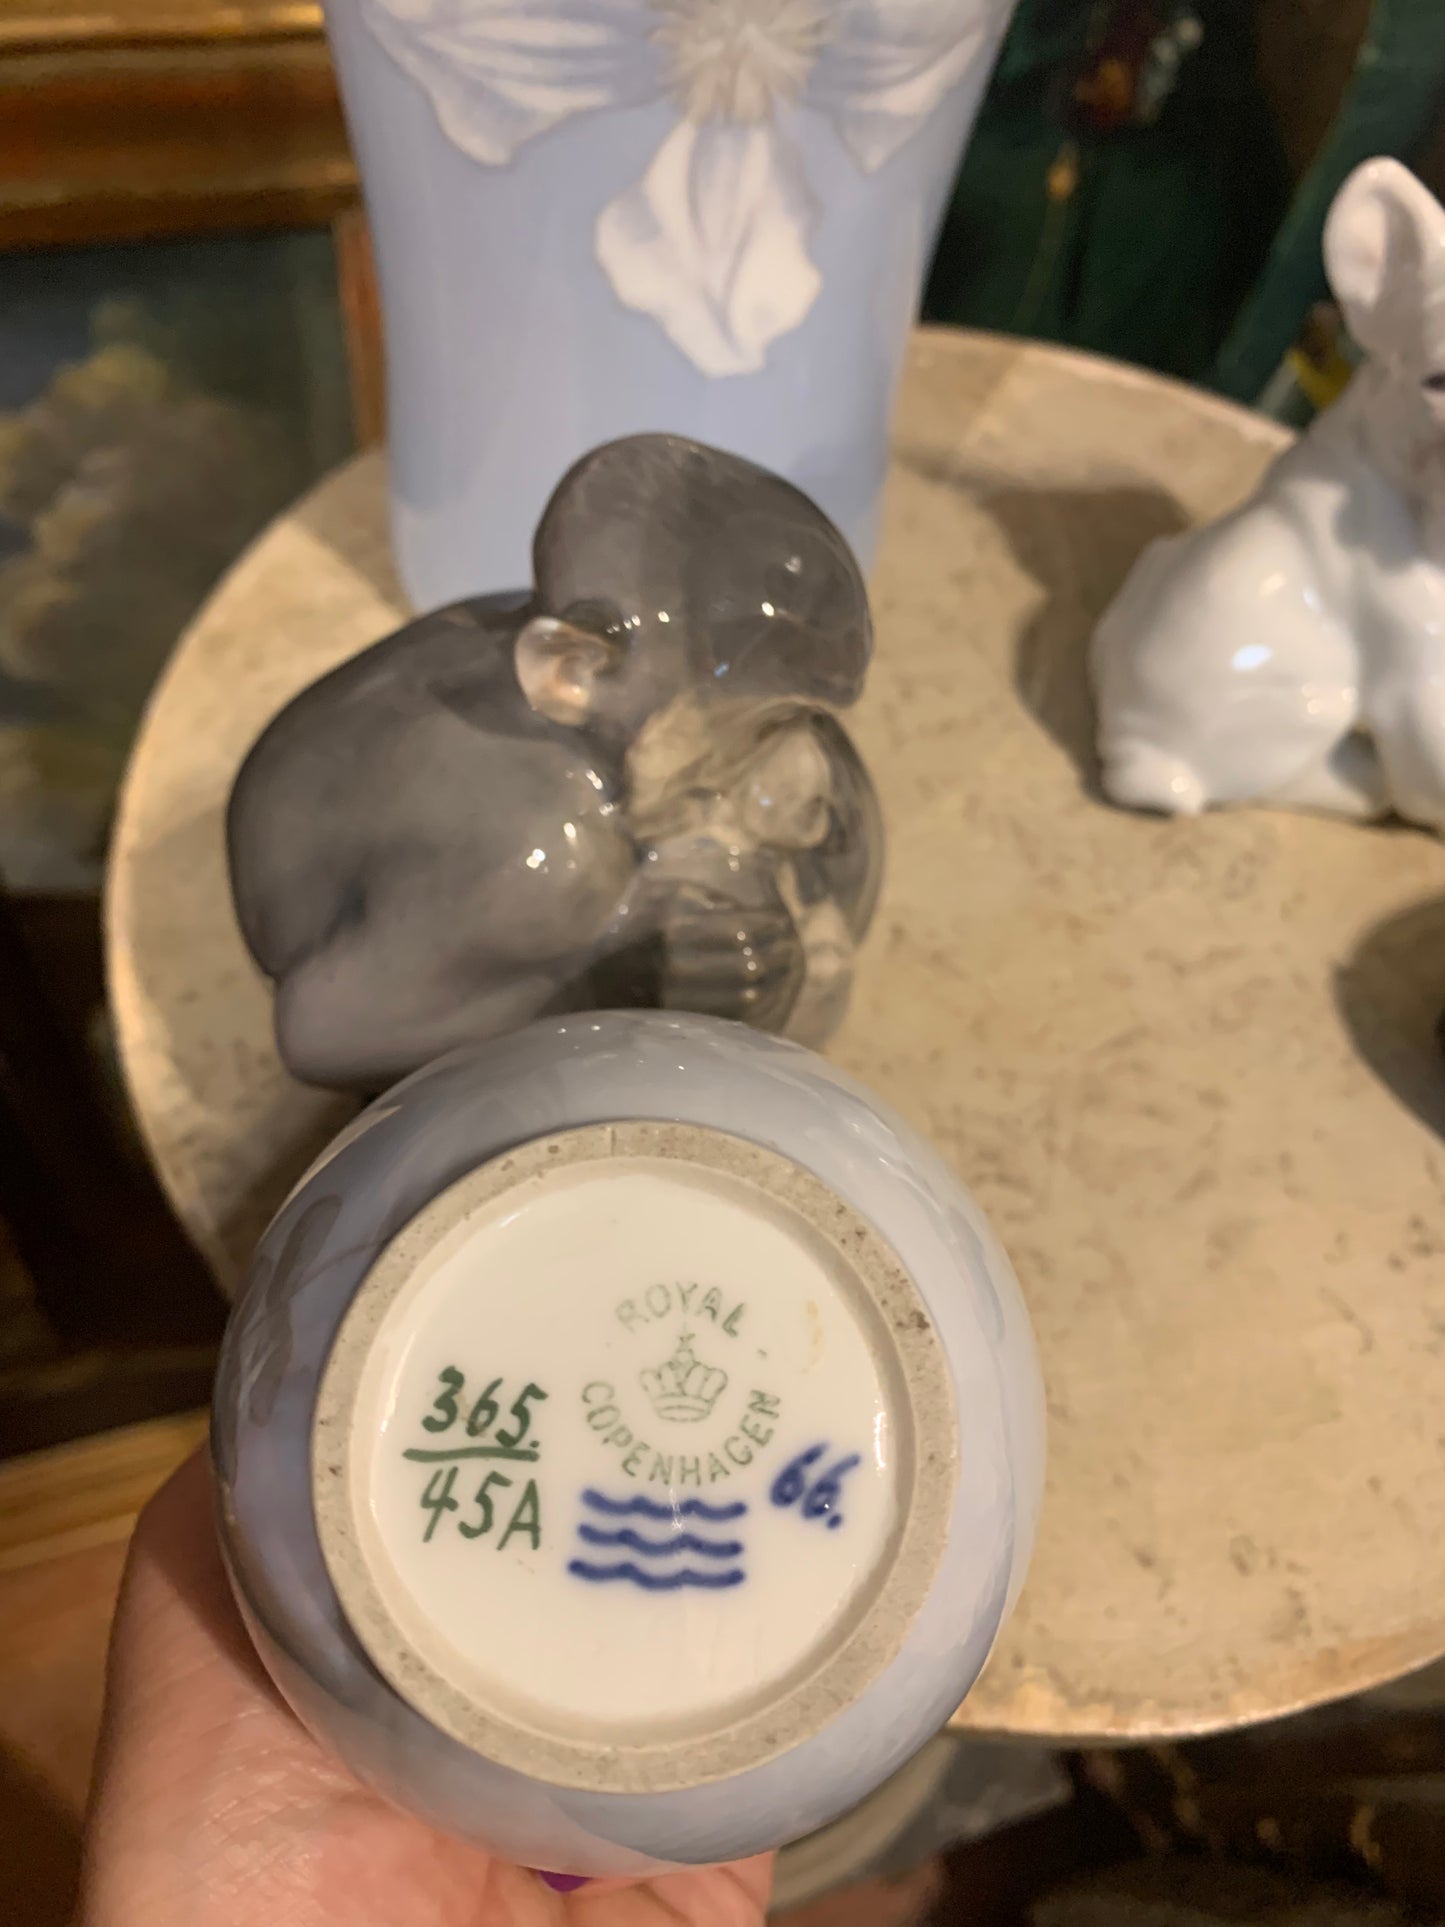 ROYAL
COPENHAGEN
365.
45A
66.